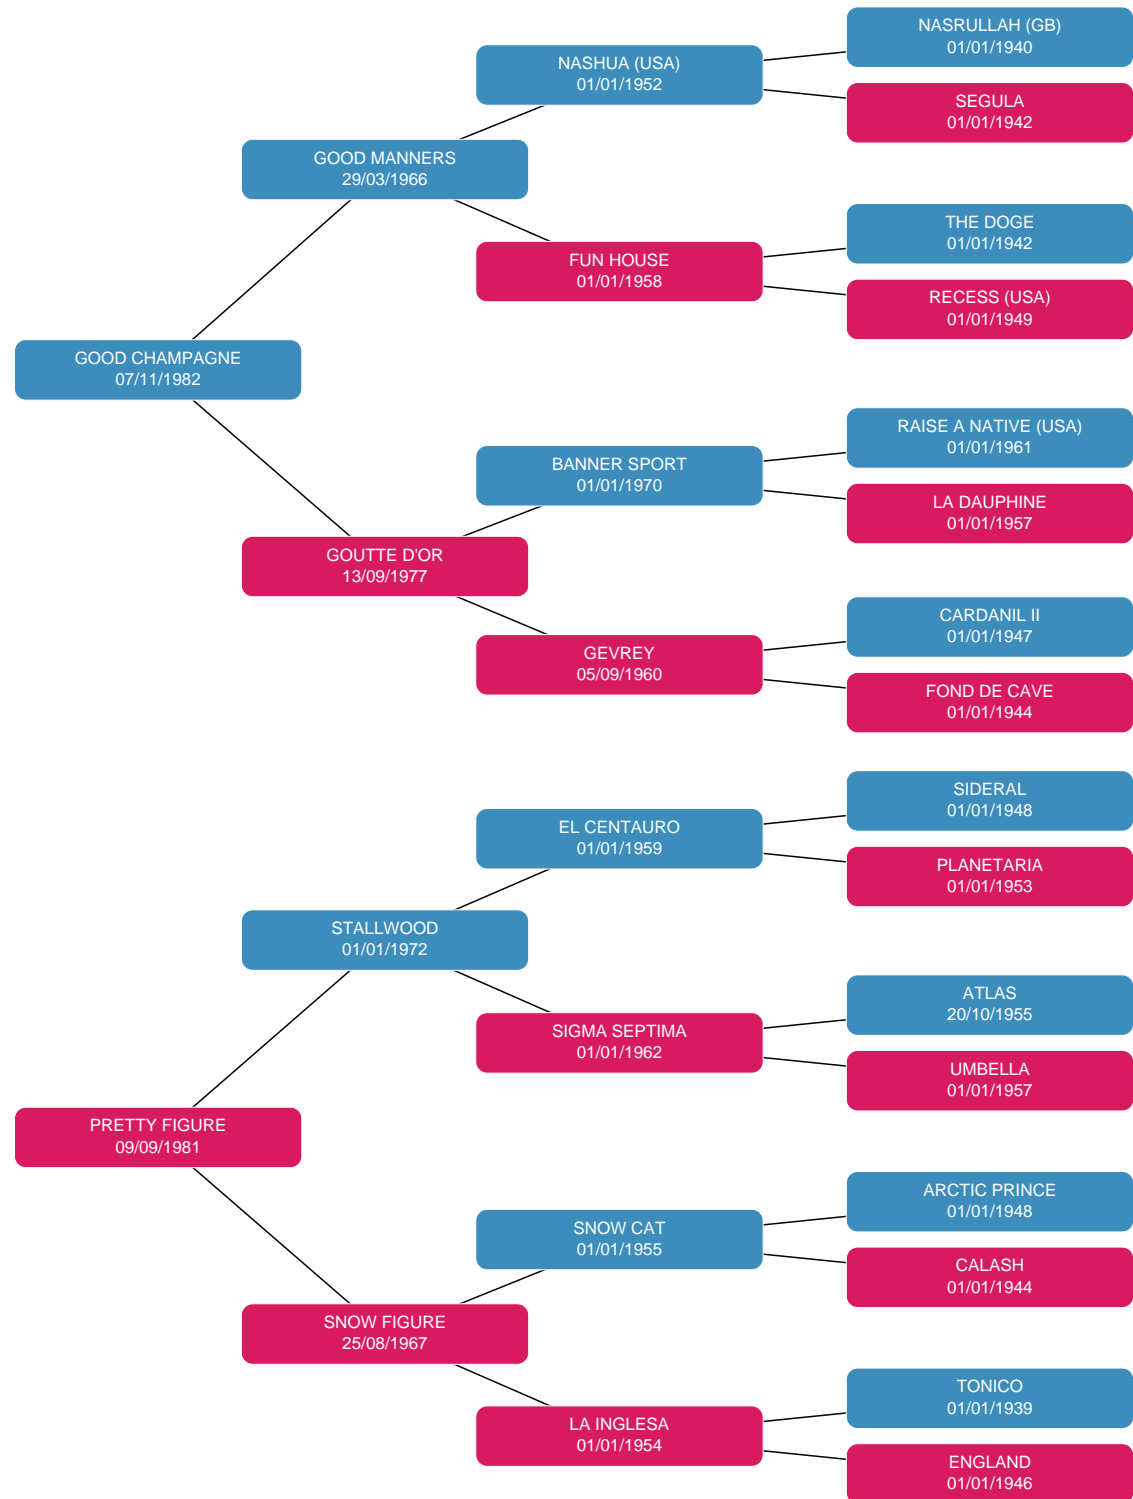 NASRULLAH (GB)
01/01/1940
NASHUA (USA)
01/01/1952
SEGULA
01/01/1942
GOOD MANNERS
29/03/1966
THE DOGE
01/01/1942
FUN HOUSE
01/01/1958
RECESS (USA)
01/01/1949
GOOD CHAMPAGNE
07/11/1982
RAISE A NATIVE (USA)
01/01/1961
BANNER SPORT
01/01/1970
LA DAUPHINE
01/01/1957
GOUTTE D'OR
13/09/1977
CARDANIL II
01/01/1947
GEVREY
05/09/1960
FOND DE CAVE
01/01/1944
SIDERAL
01/01/1948
EL CENTAURO
01/01/1959
PLANETARIA
01/01/1953
STALLWOOD
01/01/1972
ATLAS
20/10/1955
SIGMA SEPTIMA
01/01/1962
UMBELLA
01/01/1957
PRETTY FIGURE
09/09/1981
ARCTIC PRINCE
01/01/1948
SNOW CAT
01/01/1955
CALASH
01/01/1944
SNOW FIGURE
25/08/1967
TONICO
01/01/1939
LA INGLESA
01/01/1954
ENGLAND
01/01/1946